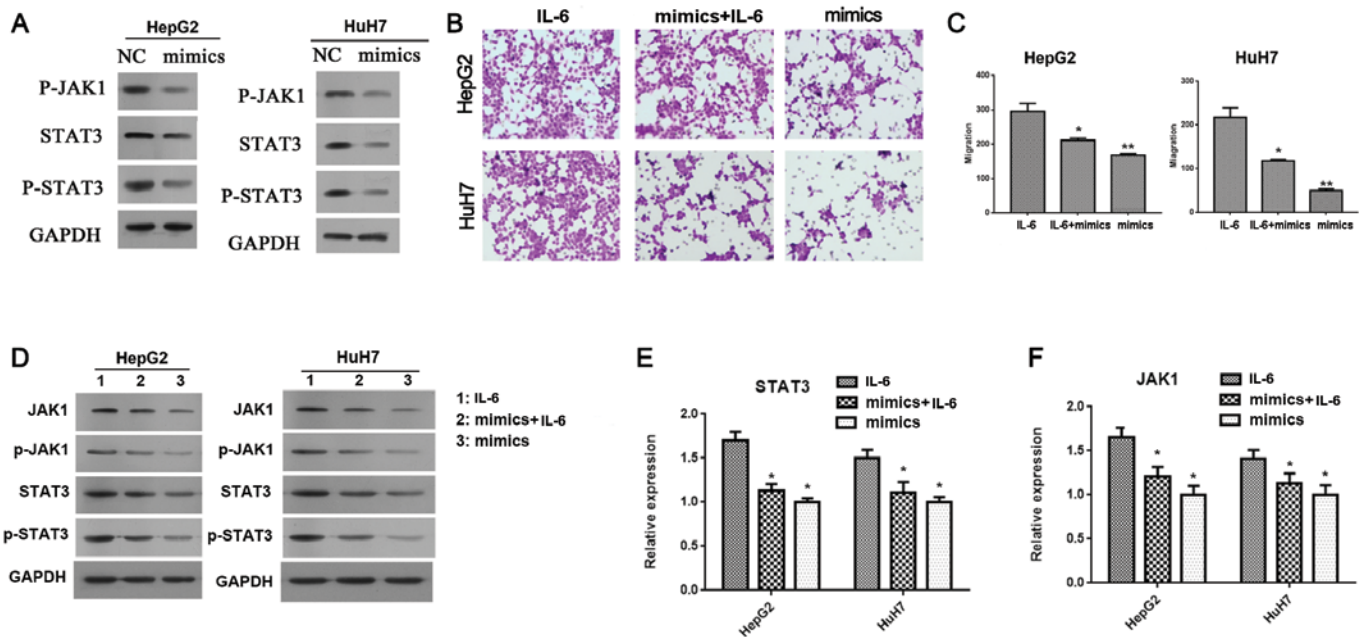 A
HepG2
NC mimics
P-JAK1
STAT3
P-STAT3
GAPDH
HuH7
NC mimics
P-JAK1
STAT3
P-STAT3
GAPDH
B
IL-6 mimics+IL-6 mimics
HepG2
HuH7
C
HepG2
Migration
400
300
200
100
0
*
**
IL-6 IL-6+mimics mimics
HuH7
Miagration
300
200
100
0
*
**
IL-6 IL-6+mimics mimics
D
HepG2
1 2 3
JAK1
p-JAK1
STAT3
p-STAT3
GAPDH
HuH7
1 2 3
JAK1
p-JAK1
STAT3
p-STAT3
GAPDH
1: IL-6
2: mimics+IL-6
3: mimics
E
STAT3
IL-6
mimics+IL-6
mimics
Relative expression
2.0
1.5
1.0
0.5
* * * *
HepG2 HuH7
F
JAK1
IL-6
mimics+IL-6
mimics
Relative expression
2.0
1.5
1.0
0.5
0.0
* * * *
HepG2 HuH7